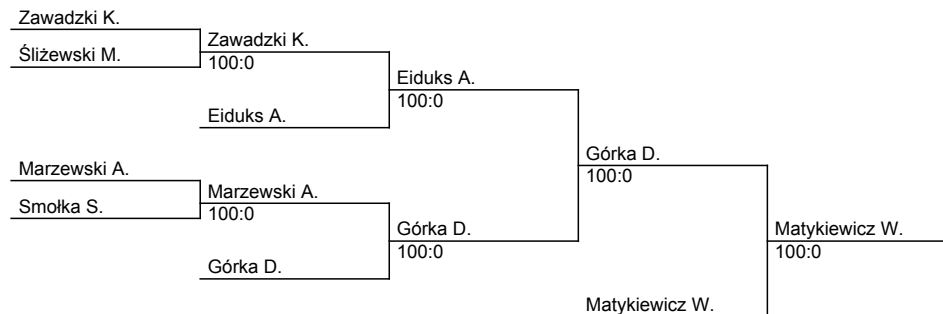 Zawadzki K.
Śliżewski M.
Zawadzki K.
100:0
Eiduks A.
Eiduks A.
100:0
Marzewski A.
Smołka S.
Marzewski A.
100:0
Górka D.
Górka D.
100:0
Górka D.
100:0
Matykiewicz W.
Matykiewicz W.
100:0